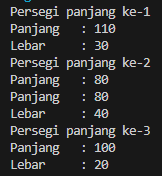 Persegi panjang ke-1
Panjang : 110
Lebar : 30
Persegi panjang ke-2
Panjang : 80
Panjang : 80
Lebar : 40
Persegi panjang ke-3
Panjang : 100
Lebar : 20